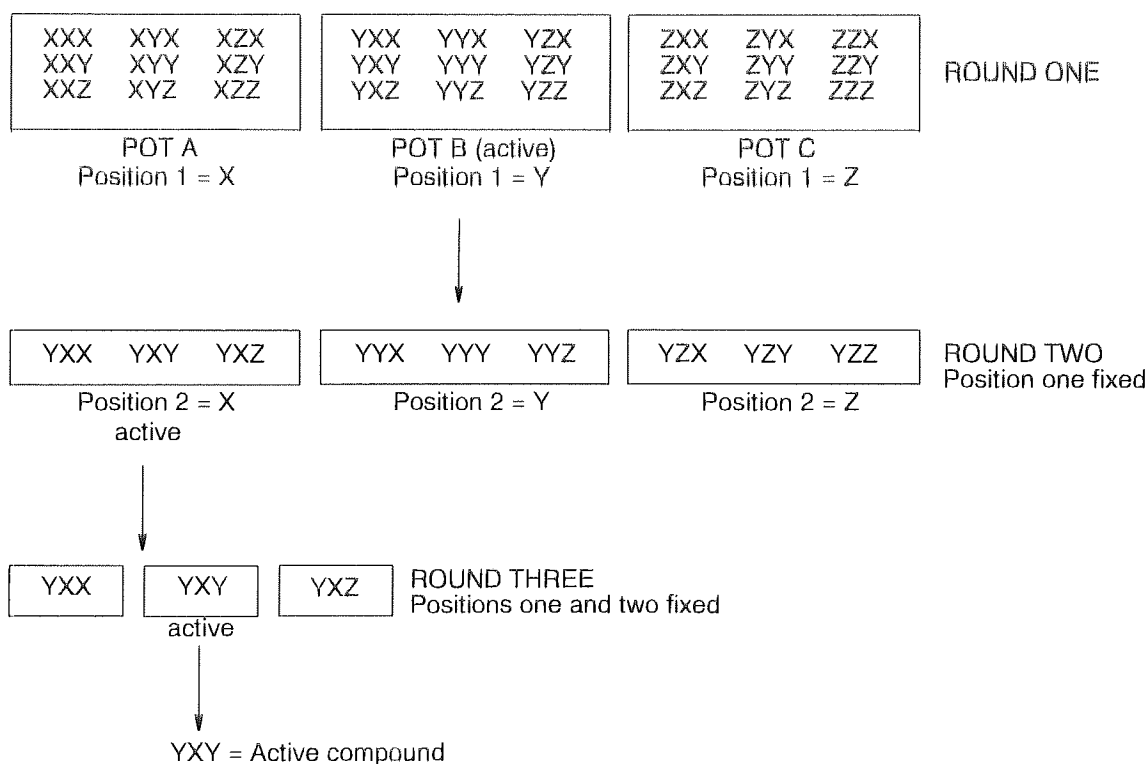 XXX XYX XZX
XXY XYY XZY
XXZ XYZ XZZ
POT A
Position 1 = X
YXX YYX YZX
YXY YYY YZY
YXZ YYZ YZZ
POT B (active)
Position 1 = Y
ZXX ZYX ZZX
ZXY ZYY ZZY
ZXZ ZYZ ZZZ
POT C
Position 1 = Z
ROUND ONE
YXX YXY YXZ
Position 2 = X
active
YYX YYY YYZ
Position 2 = Y
YZX YZY YZZ
Position 2 = Z
ROUND TWO
Position one fixed
YXX
YXY
active
YXZ
ROUND THREE
Positions one and two fixed
YXY = Active compound